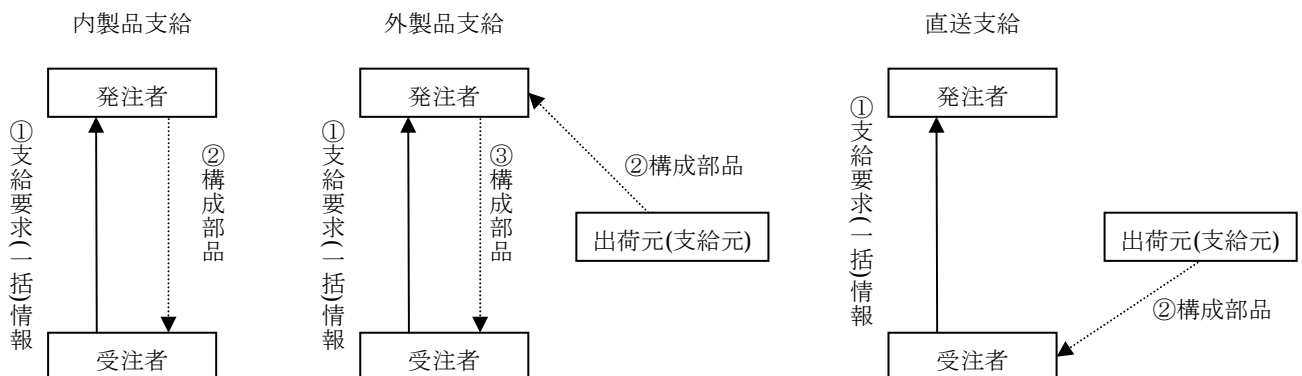 内製品支給
発注者
①支給要求(一括)情報
②構成部品
受注者
外製品支給
発注者
①支給要求(一括)情報
③構成部品
②構成部品
出荷元(支給元)
受注者
直送支給
発注者
①支給要求(一括)情報
出荷元(支給元)
②構成部品
受注者